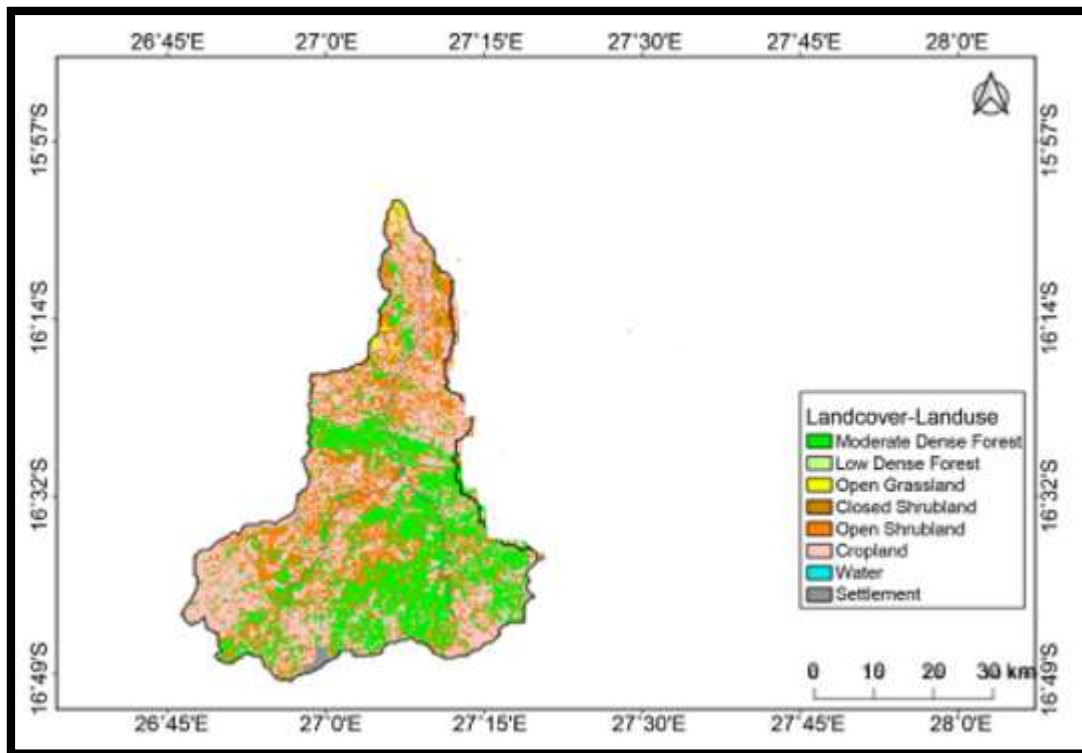 26°45'E 27°0'E 27°15'E 27°30'E 27°45'E 28°0'E
15°57'S 15°57'S
16°14'S 16°14'S
Landcover-Landuse
Moderate Dense Forest
Low Dense Forest
Open Grassland
Closed Shrubland
Open Shrubland
Cropland
Water
Settlement
16°32'S 16°32'S
0 10 20 30 km
16°49'S 16°49'S
26°45'E 27°0'E 27°15'E 27°30'E 27°45'E 28°0'E